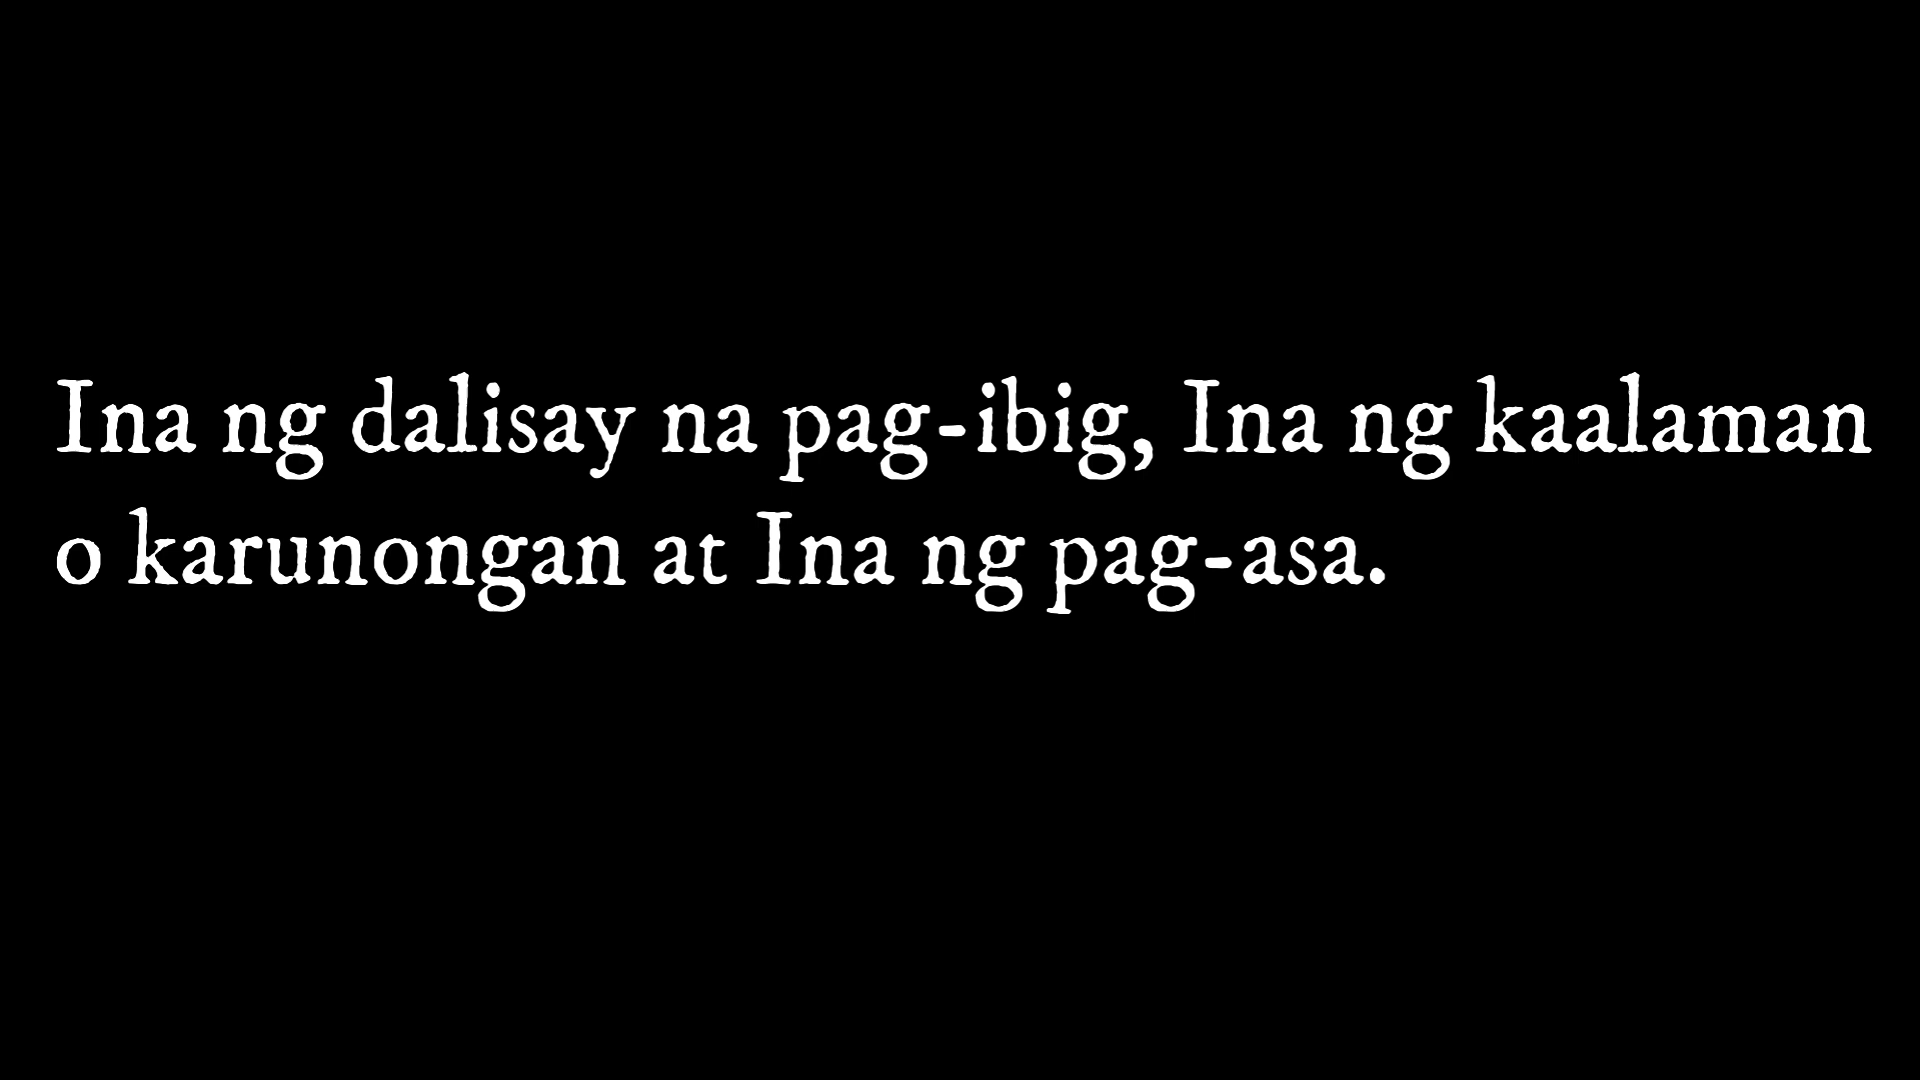 Ina ng dalisay na pag-ibig, Ina ng kaalaman
o karunongan at Ina ng pag-asa.